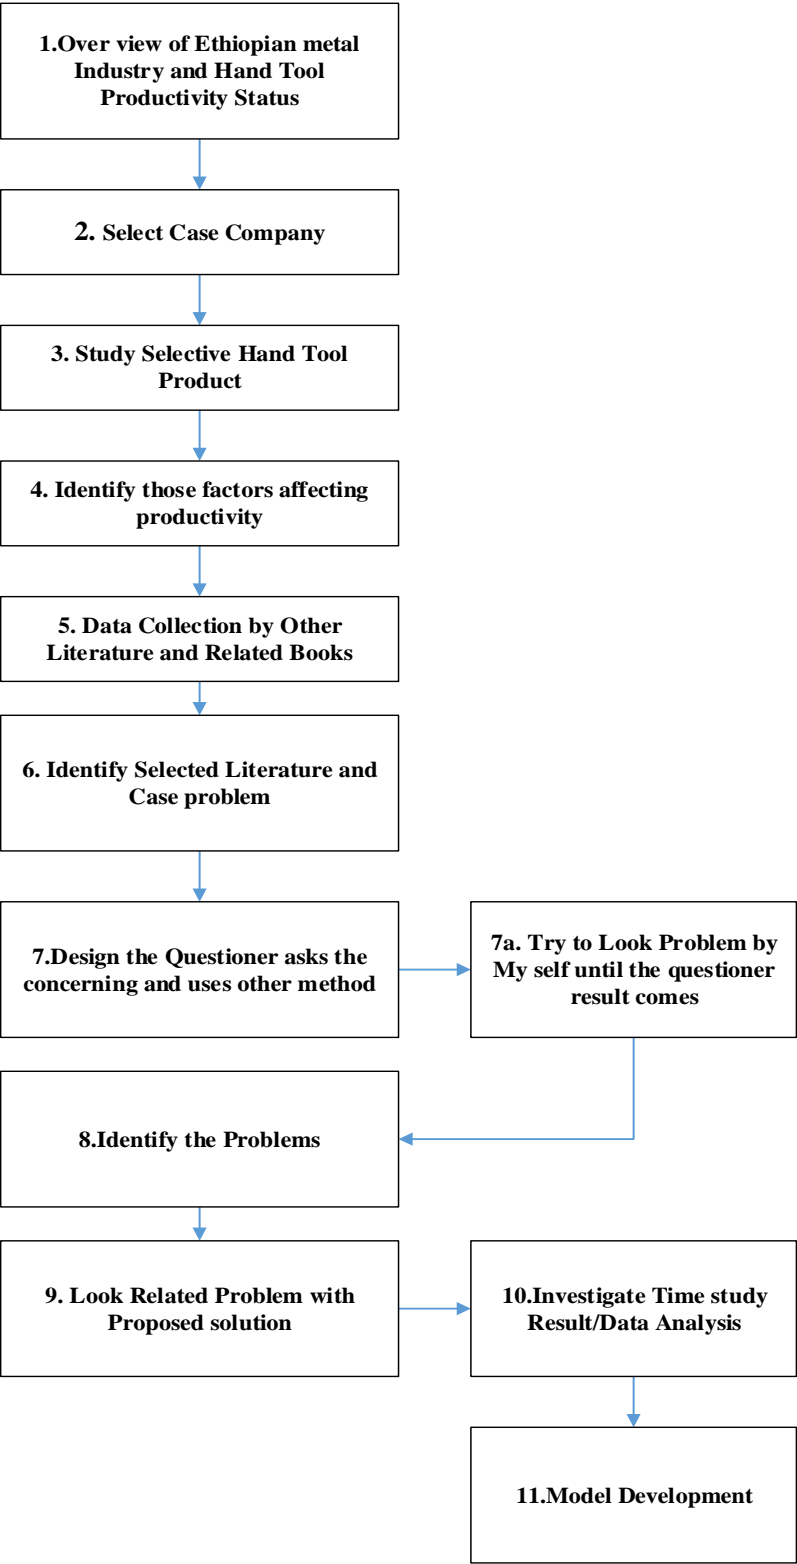 1.Over view of Ethiopian metal
Industry and Hand Tool
Productivity Status
2. Select Case Company
3. Study Selective Hand Tool
Product
4. Identify those factors affecting
productivity
5. Data Collection by Other
Literature and Related Books
6. Identify Selected Literature and
Case problem
7.Design the Questioner asks the
concerning and uses other method
7a. Try to Look Problem by
My self until the questioner
result comes
8.Identify the Problems
9. Look Related Problem with
Proposed solution
10.Investigate Time study
Result/Data Analysis
11.Model Development